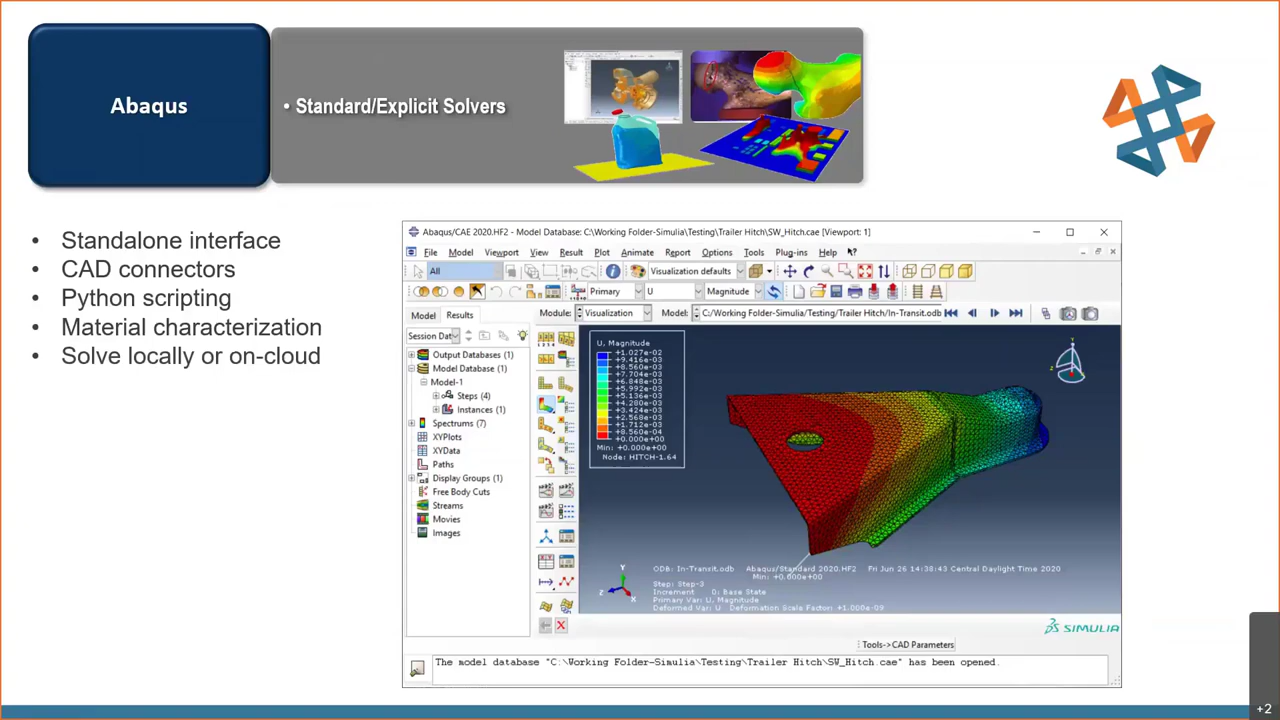 Abaqus
• Standard/Explicit Solvers
• Standalone interface
• CAD connectors
• Python scripting
• Material characterization
• Solve locally or on-cloud
Abaqus/CAE 2020.HF2 - Model Database: C:\Working Folder-Simulia\Testing\Trailer Hitch\SW_Hitch.cae [Viewport: 1]
File Model Viewport View Result Plot Animate Report Options Tools Plug-ins Help
All
Visualization defaults
Primary U Magnitude
Model Results
Module: Visualization Model: C:/Working Folder-Simulia/Testing/Trailer Hitch/In-Transit.odb
Session Dat
Output Databases (1)
Model Database (1)
Model-1
Steps (4)
Instances (1)
Spectrums (7)
XYPlots
XYData
Paths
Display Groups (1)
Free Body Cuts
Streams
Movies
Images
U, Magnitude
+1.027e-02
+9.416e-03
+8.560e-03
+7.704e-03
+6.848e-03
+5.992e-03
+5.136e-03
+4.280e-03
+3.424e-03
+2.568e-03
+1.712e-03
+8.560e-04
+0.000e+00
Min: +0.000e+00
Node: HITCH-1.64
Y
Z
Y
Z
X
ODB: In-Transit.odb Abaqus/Standard 2020.HF2 Fri Jun 26 14:38:43 Central Daylight Time 2020
Min: +0.000e+00
Step: Step-3
Increment 0: Base State
Primary Var: U, Magnitude
Deformed Var: U Deformation Scale Factor: +1.000e-09
SIMULIA
Tools->CAD Parameters
The model database "C:\Working Folder-Simulia\Testing\Trailer Hitch\SW_Hitch.cae" has been opened.
+2